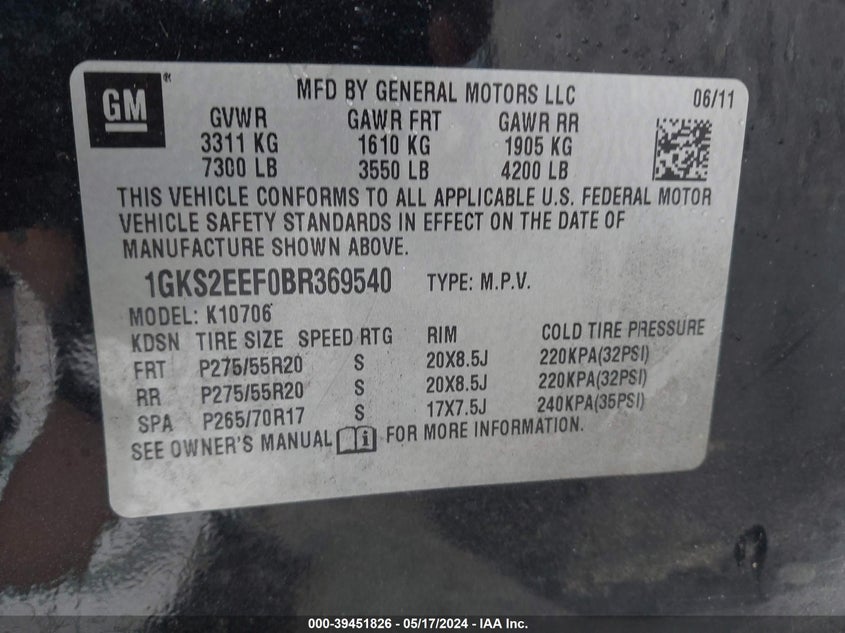 GM
MFD BY GENERAL MOTORS LLC 06/11
GVWR GAWR FRT GAWR RR
3311 KG 1610 KG 1905 KG
7300 LB 3550 LB 4200 LB
THIS VEHICLE CONFORMS TO ALL APPLICABLE U.S. FEDERAL MOTOR
VEHICLE SAFETY STANDARDS IN EFFECT ON THE DATE OF
MANUFACTURE SHOWN ABOVE.
1GKS2EEF0BR369540 TYPE: M.P.V.
MODEL: K10706
KDSN TIRE SIZE SPEED RTG RIM COLD TIRE PRESSURE
FRT P275/55R20 S 20X8.5J 220KPA(32PSI)
RR P275/55R20 S 20X8.5J 220KPA(32PSI)
SPA P265/70R17 S 17X7.5J 240KPA(35PSI)
SEE OWNER'S MANUAL FOR MORE INFORMATION.
000-39451826 - 05/17/2024 - IAA Inc.